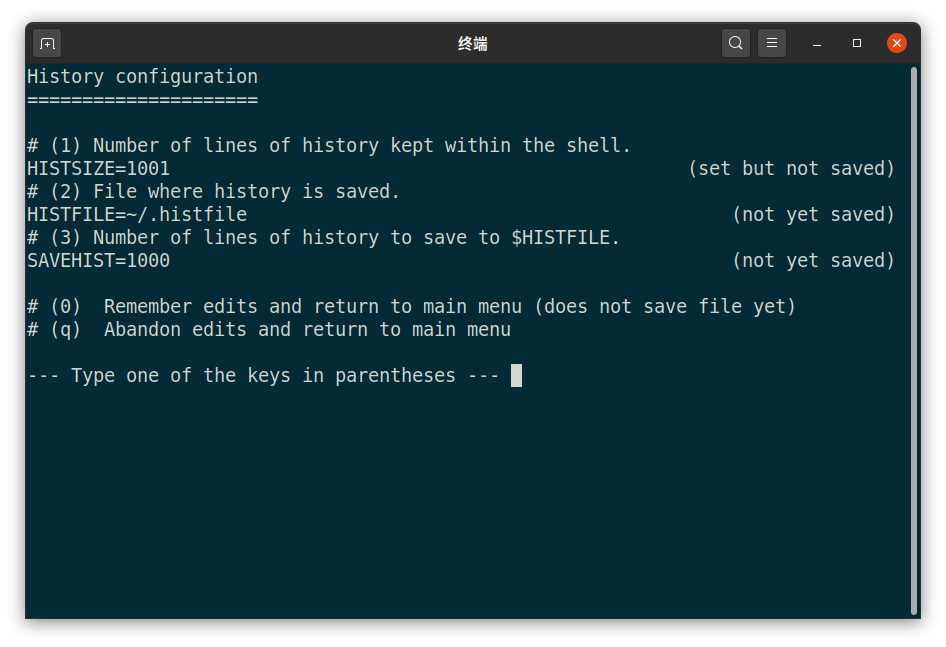 终端
History configuration
=====================
# (1) Number of lines of history kept within the shell.
HISTSIZE=1001 (set but not saved)
# (2) File where history is saved.
HISTFILE=~/.histfile (not yet saved)
# (3) Number of lines of history to save to $HISTFILE.
SAVEHIST=1000 (not yet saved)
# (0)  Remember edits and return to main menu (does not save file yet)
# (q)  Abandon edits and return to main menu
--- Type one of the keys in parentheses ---